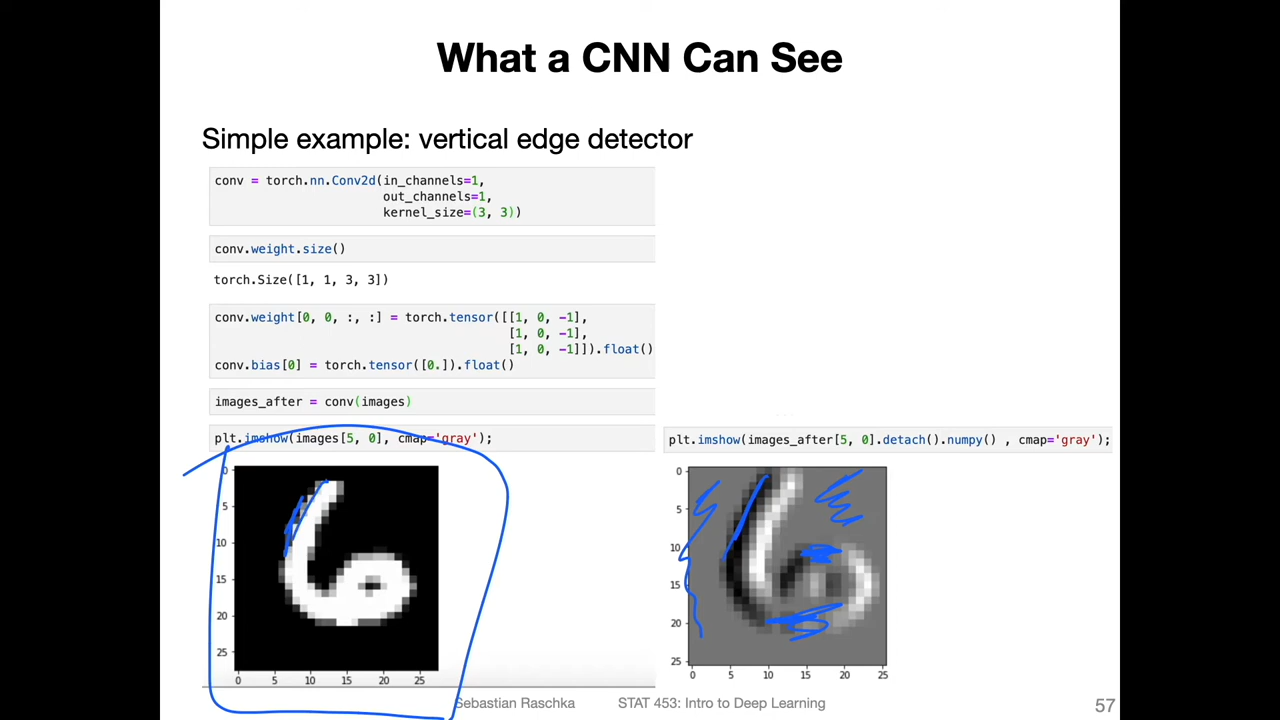 What a CNN Can See
Simple example: vertical edge detector
conv = torch.nn.Conv2d(in_channels=1,
out_channels=1,
kernel_size=(3, 3))
conv.weight.size()
torch.Size([1, 1, 3, 3])
conv.weight[0, 0, :, :] = torch.tensor([[1, 0, -1],
[1, 0, -1],
[1, 0, -1]]).float()
conv.bias[0] = torch.tensor([0.]).float()
images_after = conv(images)
plt.imshow(images[5, 0], cmap='gray');
0
5
10
15
20
25
0 5 10 15 20 25
plt.imshow(images_after[5, 0].detach().numpy() , cmap='gray');
0
5
10
15
20
25
0 5 10 15 20 25
Sebastian Raschka STAT 453: Intro to Deep Learning 57